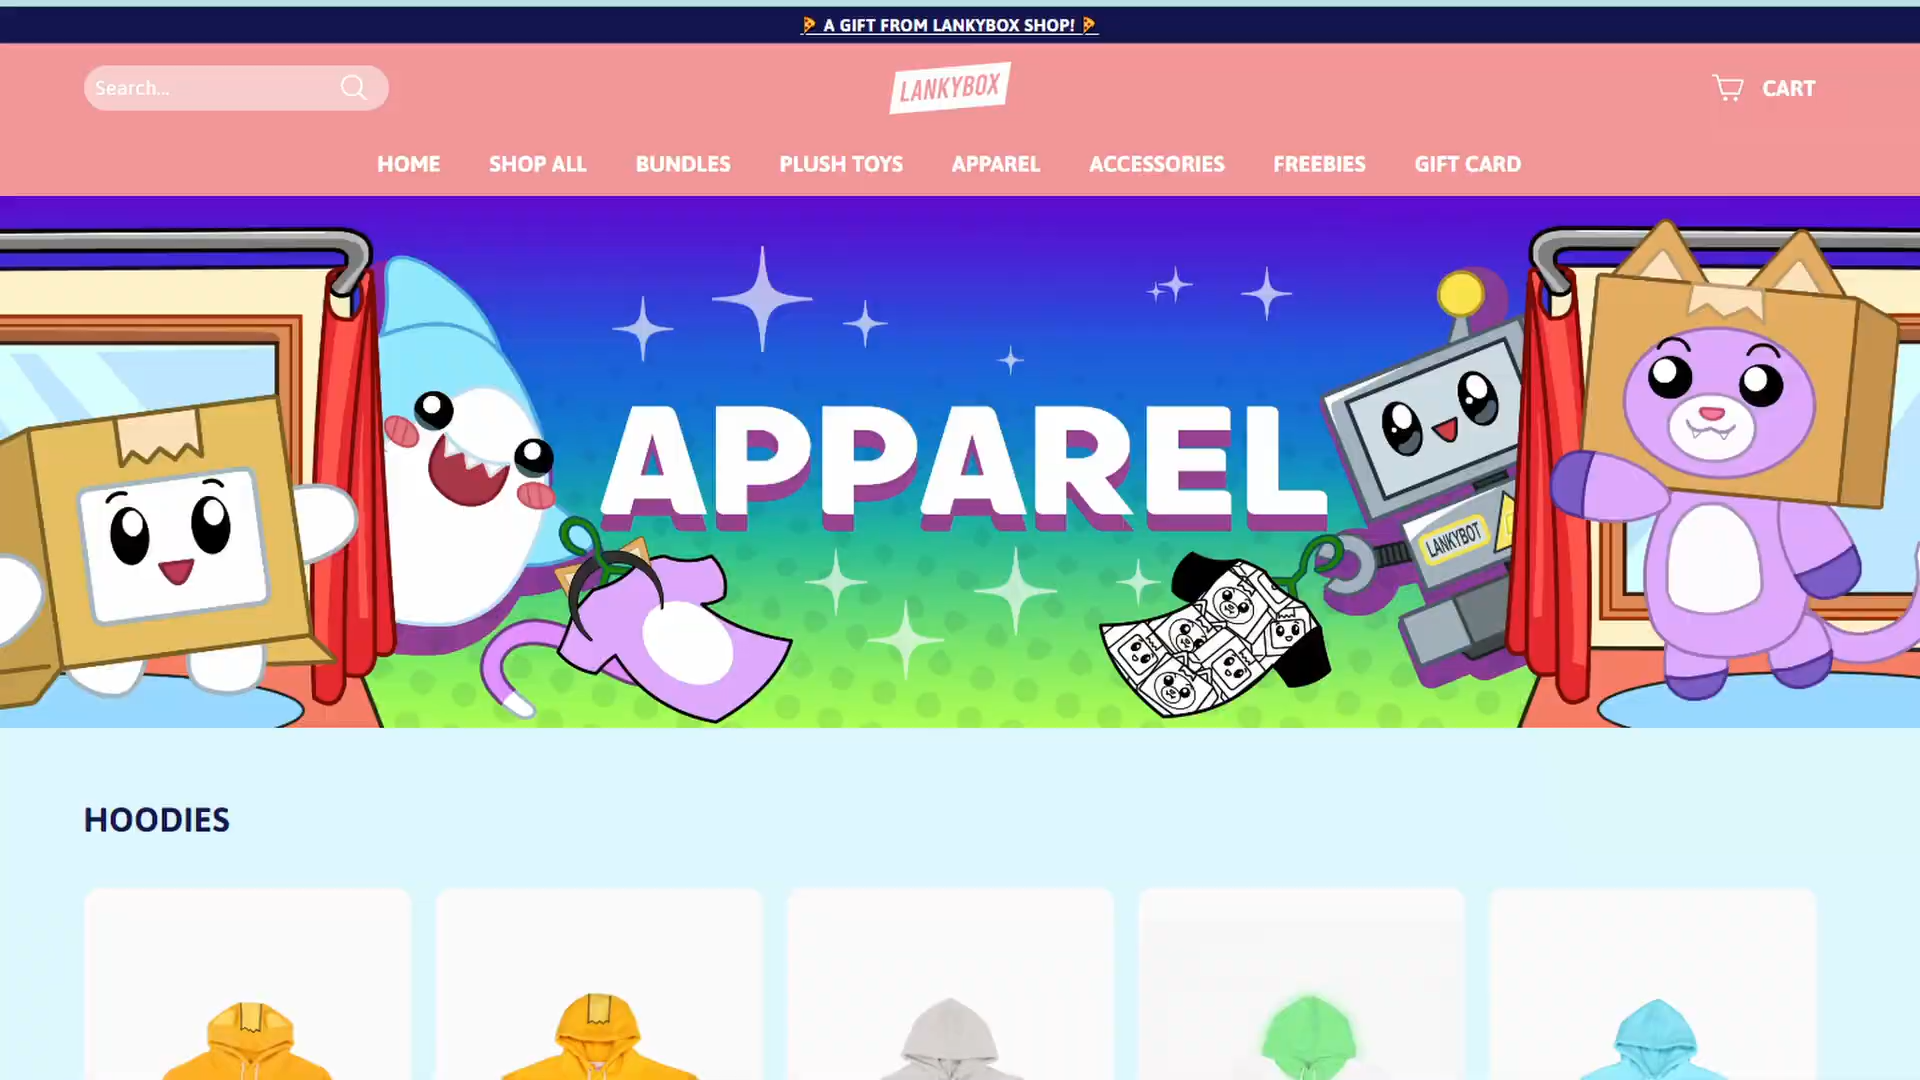 A GIFT FROM LANKYBOX SHOP!
Search...
LANKYBOX
CART
HOME SHOP ALL BUNDLES PLUSH TOYS APPAREL ACCESSORIES FREEBIES GIFT CARD
APPAREL
LANKYBOT
HOODIES